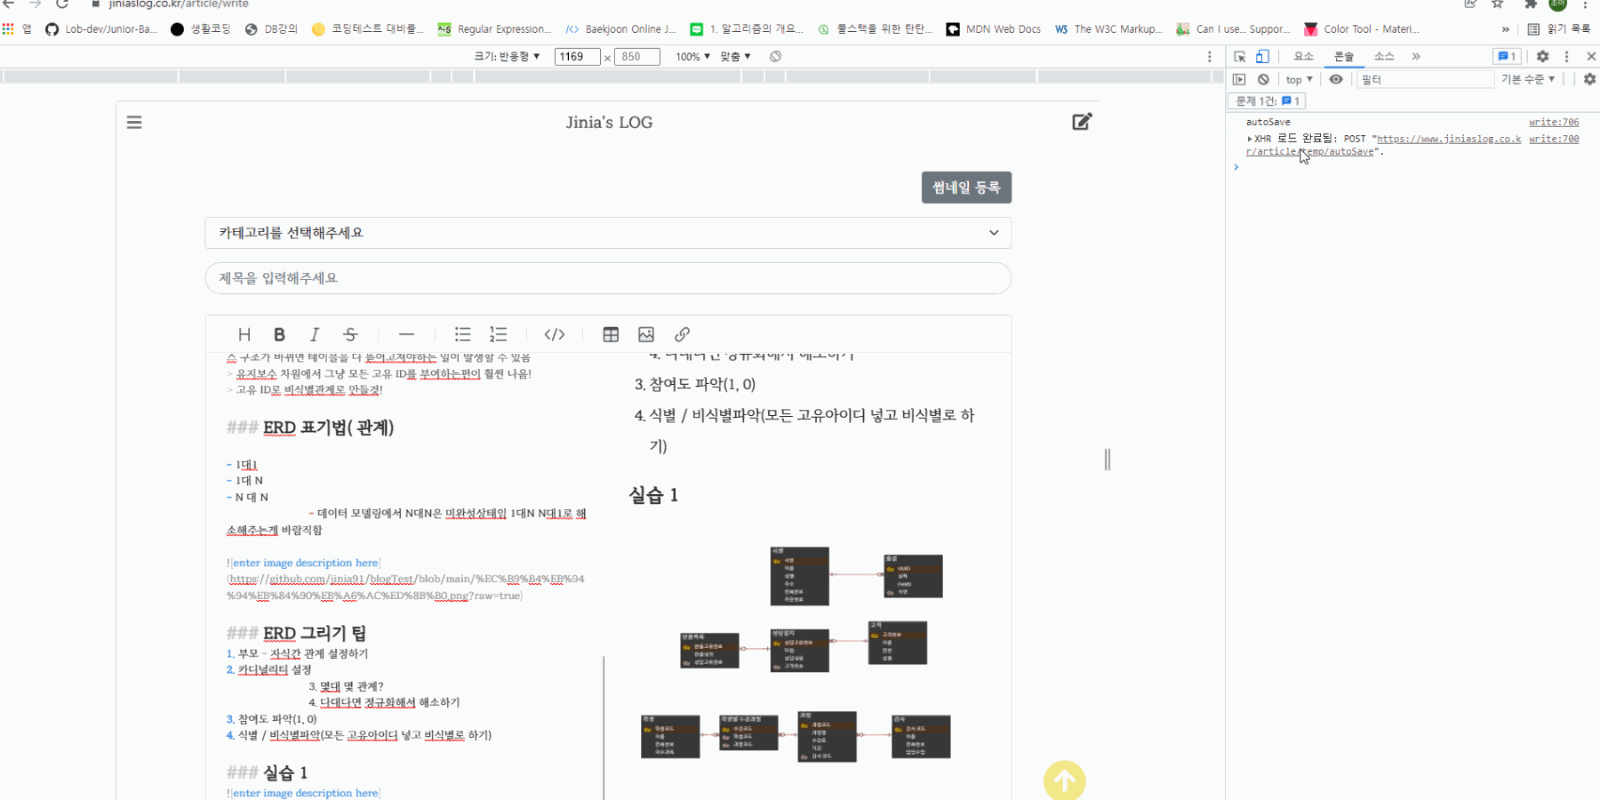 jiniaslog.co.kr/article/write
앱
Lob-dev/Junior-Ba...
생활코딩
DB강의
코딩테스트 대비를...
Regular Expression...
Baekjoon Online J...
1. 알고리즘의 개요...
풀스택을 위한 탄탄...
MDN Web Docs
The W3C Markup...
Can I use... Suppor...
Color Tool - Materi...
»
읽기 목록
크기: 반응형 ▼ 1169 × 850 100% ▼ 맞춤 ▼
요소 콘솔 소스 » 1
top ▼ 필터 기본 수준 ▼
문제 1건: 1
autoSave write:706
XHR 로드 완료됨: POST "https://www.jiniaslog.co.k write:700
r/article/temp/autoSave".
Jinia's LOG
썸네일 등록
카테고리를 선택해주세요
제목을 입력해주세요
H B I S
스 구조가 바뀌면 테이블을 다 뜯어고쳐야하는 일이 발생할 수 있음
> 유지보수 차원에서 그냥 모든 고유 ID를 부여하는편이 훨씬 나음!
> 고유 ID로 비식별관계로 만들것!
### ERD 표기법( 관계)
- 1대1
- 1대 N
- N 대 N
- 데이터 모델링에서 N대N은 미완성상태임 1대N N대1로 해
소해주는게 바람직함
![enter image description here]
(https://github.com/jinia91/blogTest/blob/main/%EC%B9%B4%EB%94
%94%EB%84%90%EB%A6%AC%ED%8B%B0.png?raw=true)
### ERD 그리기 팁
1. 부모 - 자식간 관계 설정하기
2. 카디널리티 설정
3. 몇대 몇 관계?
4. 다대다면 정규화해서 해소하기
3. 참여도 파악(1, 0)
4. 식별 / 비식별파악(모든 고유아이디 넣고 비식별로 하기)
### 실습 1
![enter image description here]
4. 다대다면 정규화해서 해소하기
3. 참여도 파악(1, 0)
4. 식별 / 비식별파악(모든 고유아이디 넣고 비식별로 하
기)
실습 1